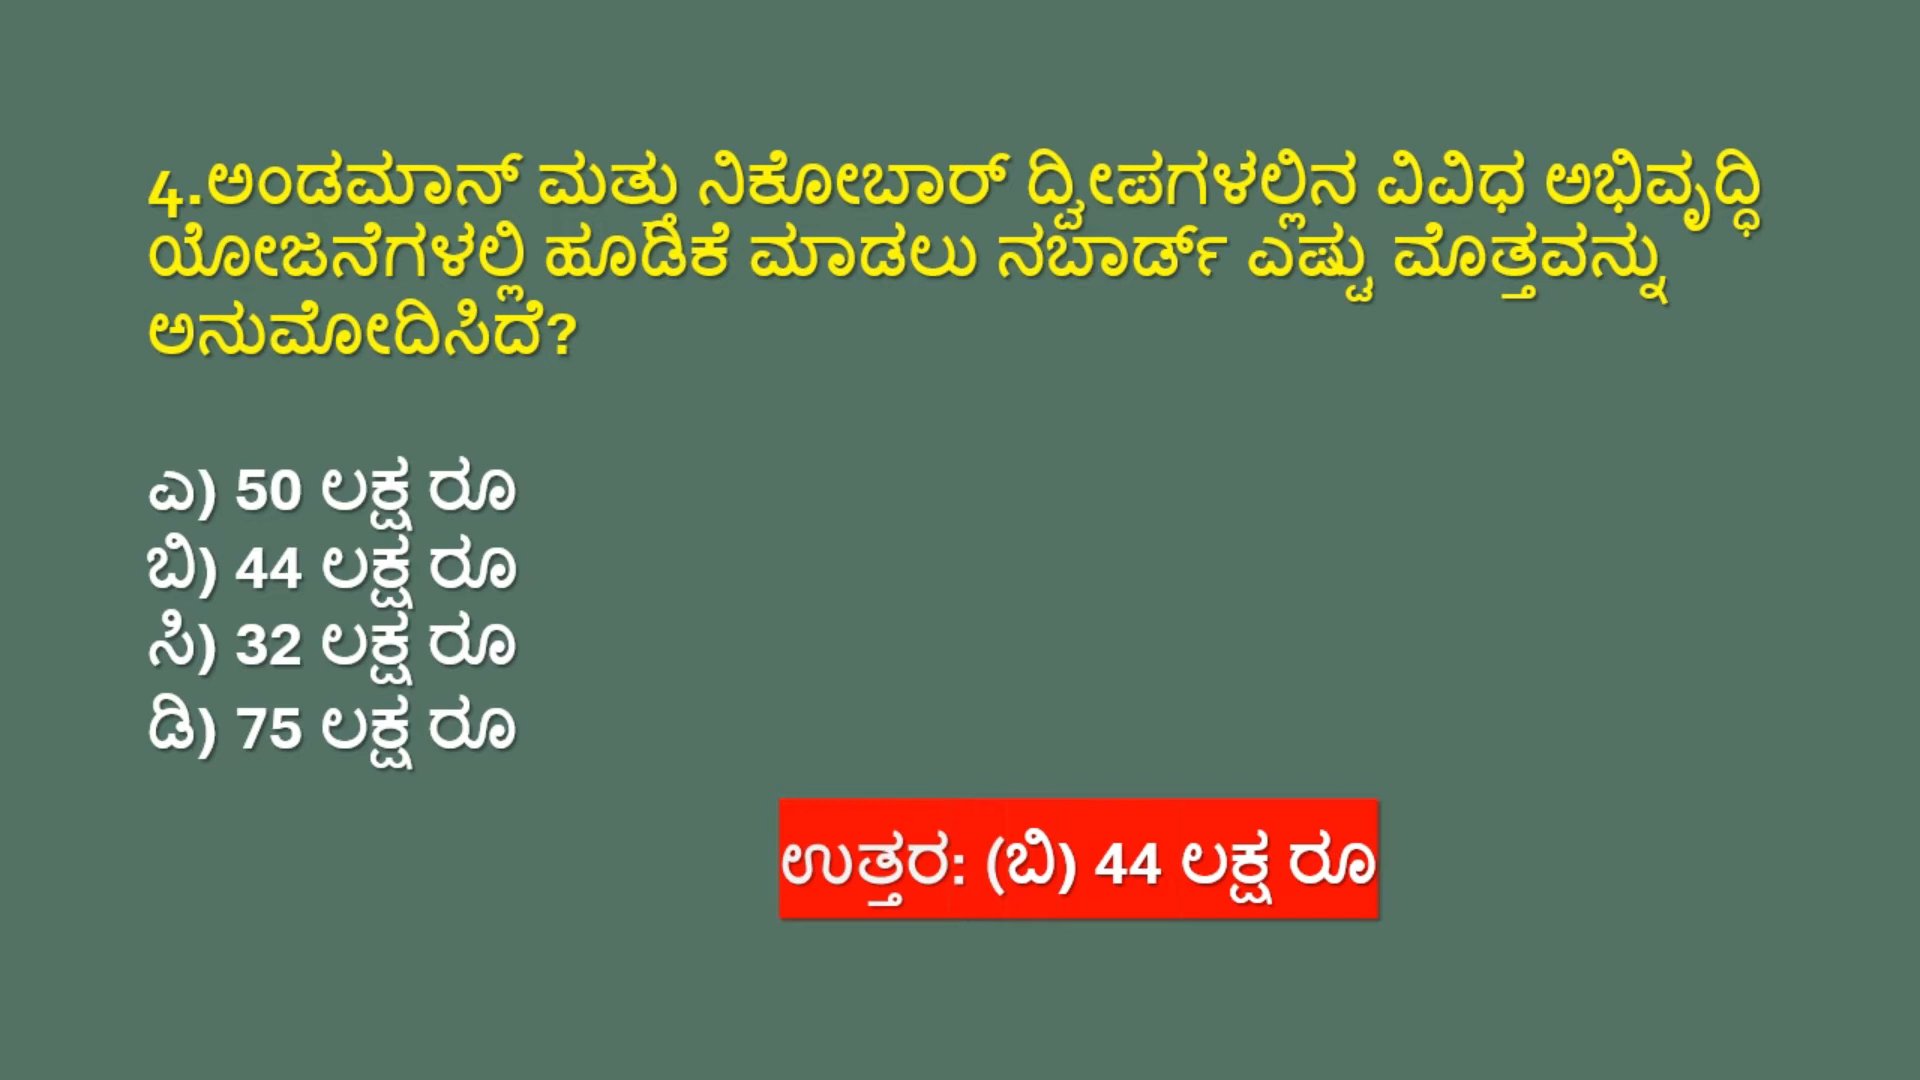 4.ಅಂಡಮಾನ್ ಮತ್ತು ನಿಕೋಬಾರ್ ದ್ವೀಪಗಳಲ್ಲಿನ ವಿವಿಧ ಅಭಿವೃದ್ಧಿ
ಯೋಜನೆಗಳಲ್ಲಿ ಹೂಡಿಕೆ ಮಾಡಲು ನಬಾರ್ಡ್ ಎಷ್ಟು ಮೊತ್ತವನ್ನು
ಅನುಮೋದಿಸಿದೆ?
ಎ) 50 ಲಕ್ಷ ರೂ
ಬಿ) 44 ಲಕ್ಷ ರೂ
ಸಿ) 32 ಲಕ್ಷ ರೂ
ಡಿ) 75 ಲಕ್ಷ ರೂ
ಉತ್ತರ: (ಬಿ) 44 ಲಕ್ಷ ರೂ